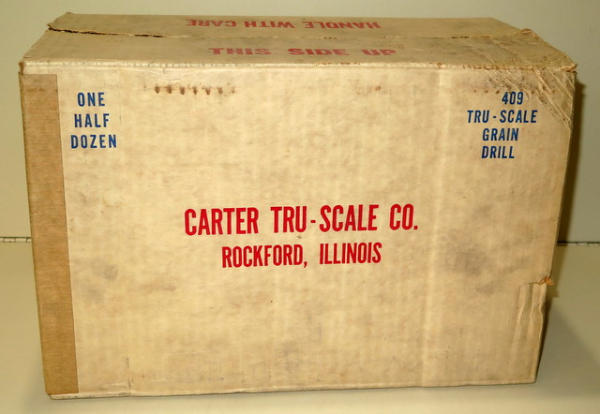 HANDLE WITH CARE
THIS SIDE UP
ONE
HALF
DOZEN
409
TRU-SCALE
GRAIN
DRILL
CARTER TRU-SCALE CO.
ROCKFORD, ILLINOIS